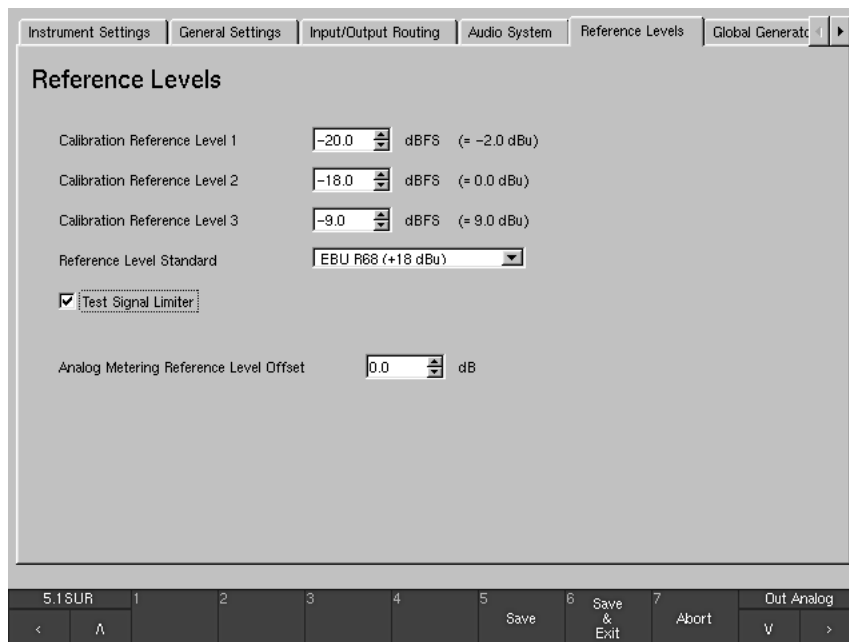 Instrument Settings General Settings Input/Output Routing Audio System Reference Levels Global Generato
Reference Levels
Calibration Reference Level 1 -20.0 dBFS (= -2.0 dBu)
Calibration Reference Level 2 -18.0 dBFS (= 0.0 dBu)
Calibration Reference Level 3 -9.0 dBFS (= 9.0 dBu)
Reference Level Standard EBU R68 (+18 dBu)
Test Signal Limiter
Analog Metering Reference Level Offset 0.0 dB
5.1SUR 1 2 3 4 5 Save 6 Save & Exit 7 Abort Out Analog
< Λ V >